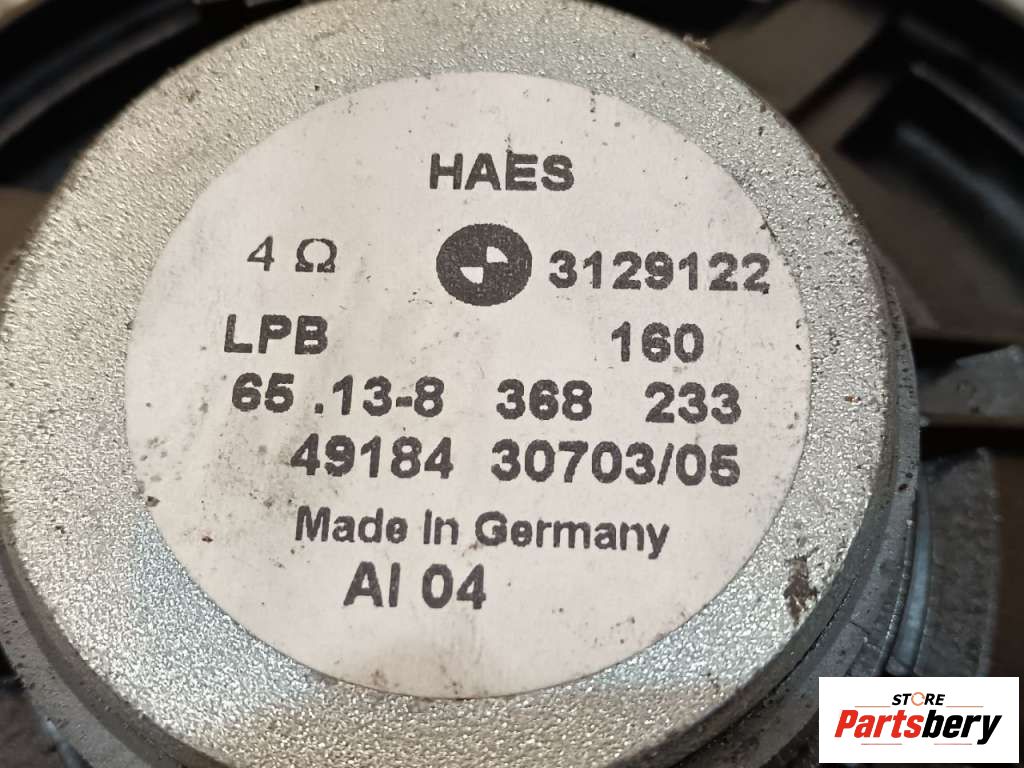 HAES
4 Ω 3129122
LPB 160
65 .13-8 368 233
49184 30703/05
Made In Germany
AI 04
STORE
Partsbery